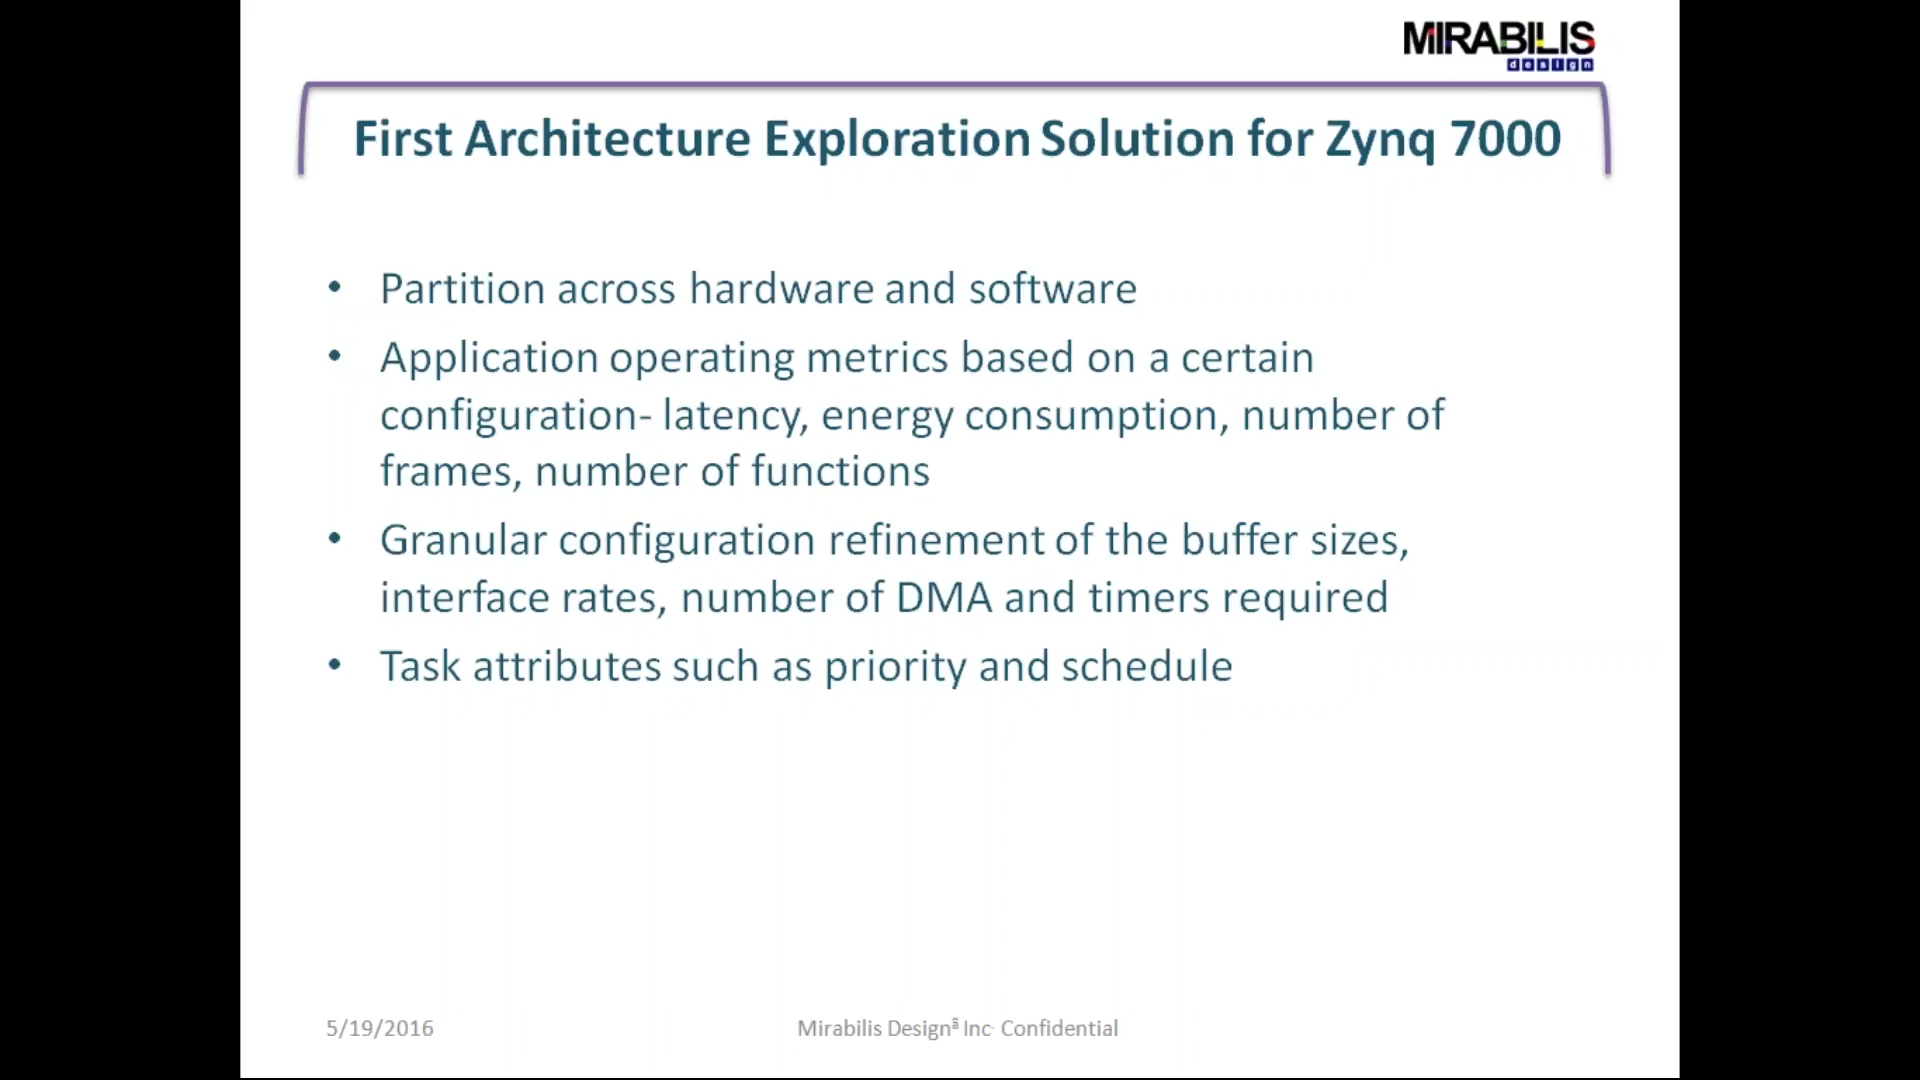 MIRABILIS
design
First Architecture Exploration Solution for Zynq 7000
• Partition across hardware and software
• Application operating metrics based on a certain
configuration- latency, energy consumption, number of
frames, number of functions
• Granular configuration refinement of the buffer sizes,
interface rates, number of DMA and timers required
• Task attributes such as priority and schedule
5/19/2016
Mirabilis Design Inc Confidential